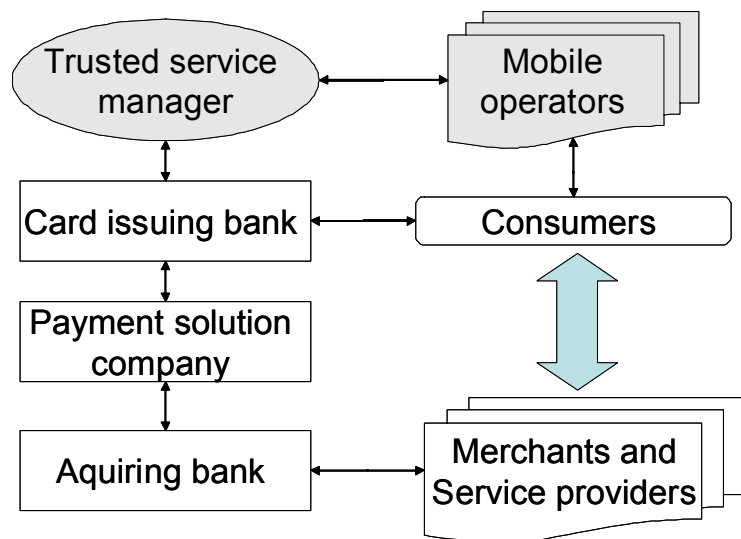 Trusted service
manager
Mobile
operators
Card issuing bank
Consumers
Payment solution
company
Aquiring bank
Merchants and
Service providers